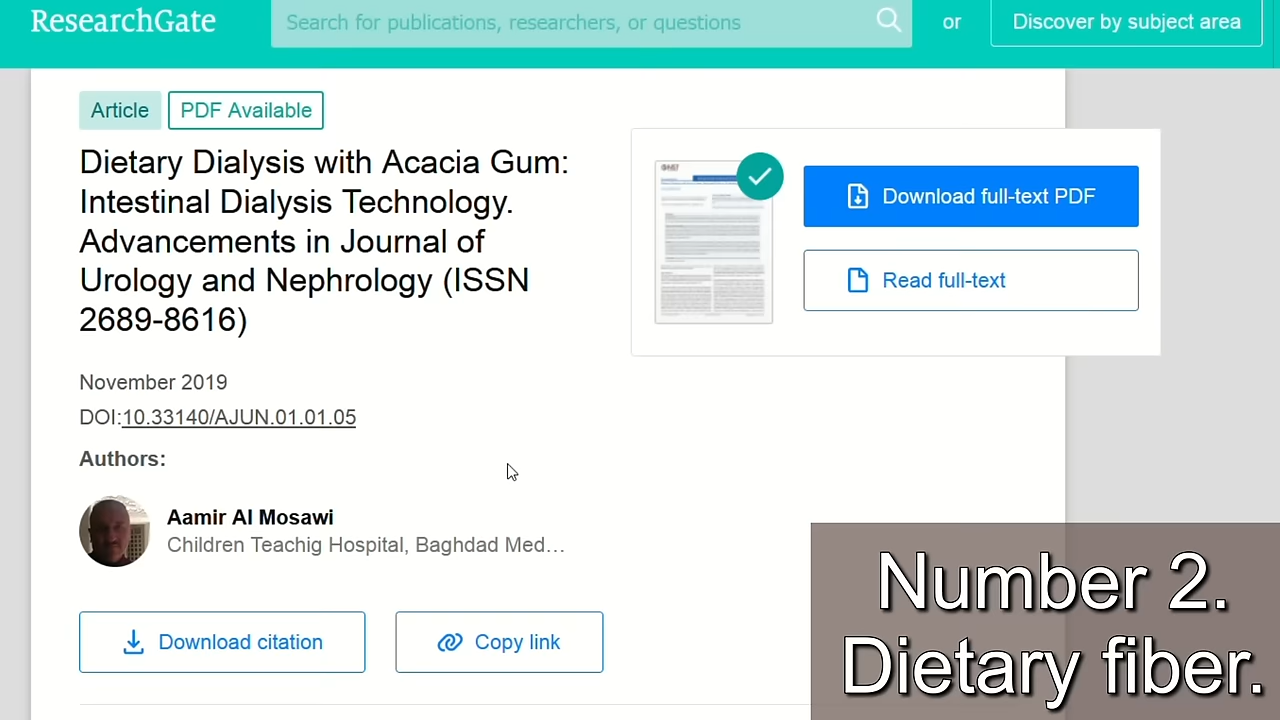 ResearchGate
Search for publications, researchers, or questions
or
Discover by subject area
Article
PDF Available
Dietary Dialysis with Acacia Gum:
Intestinal Dialysis Technology.
Advancements in Journal of
Urology and Nephrology (ISSN
2689-8616)
Download full-text PDF
Read full-text
November 2019
DOI:10.33140/AJUN.01.01.05
Authors:
Aamir Al Mosawi
Children Teachig Hospital, Baghdad Med…
Download citation
Copy link
Number 2.
Dietary fiber.